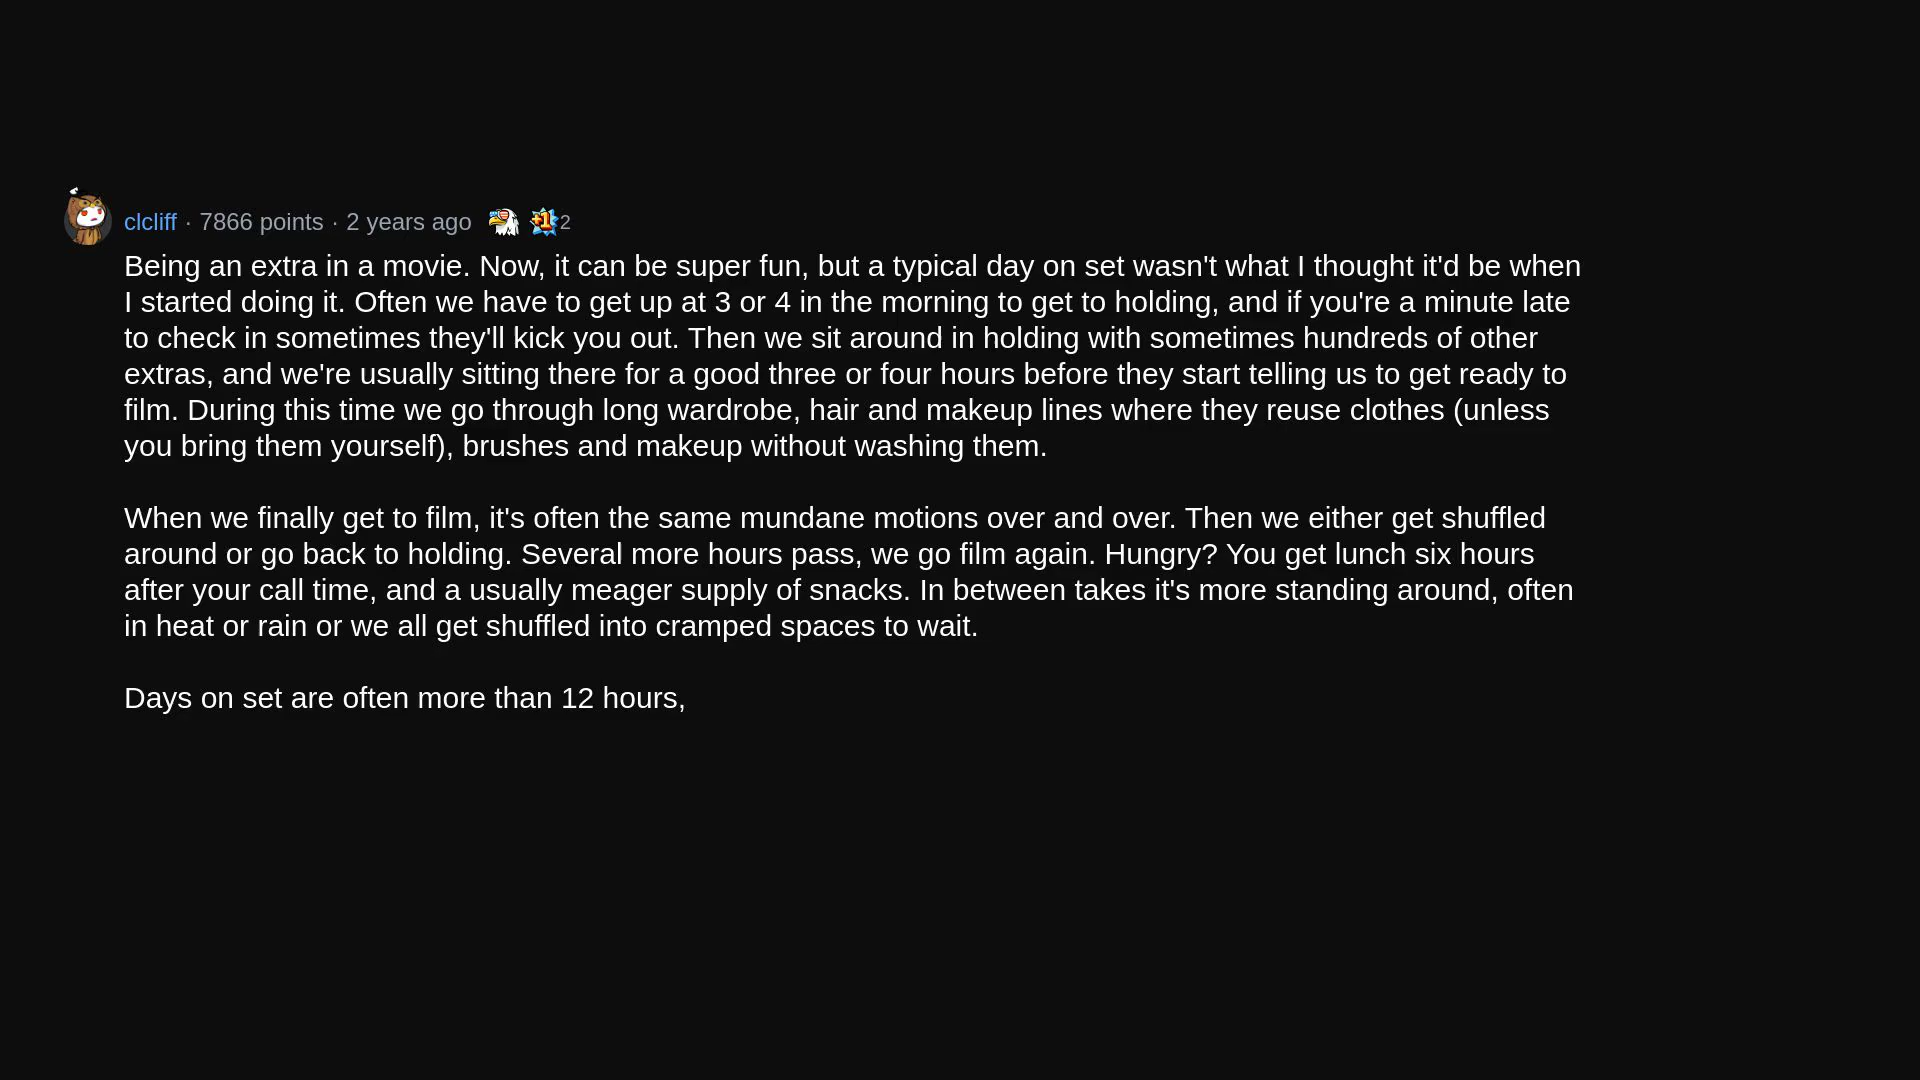 clcliff · 7866 points · 2 years ago +1 2
Being an extra in a movie. Now, it can be super fun, but a typical day on set wasn't what I thought it'd be when
I started doing it. Often we have to get up at 3 or 4 in the morning to get to holding, and if you're a minute late
to check in sometimes they'll kick you out. Then we sit around in holding with sometimes hundreds of other
extras, and we're usually sitting there for a good three or four hours before they start telling us to get ready to
film. During this time we go through long wardrobe, hair and makeup lines where they reuse clothes (unless
you bring them yourself), brushes and makeup without washing them.
When we finally get to film, it's often the same mundane motions over and over. Then we either get shuffled
around or go back to holding. Several more hours pass, we go film again. Hungry? You get lunch six hours
after your call time, and a usually meager supply of snacks. In between takes it's more standing around, often
in heat or rain or we all get shuffled into cramped spaces to wait.
Days on set are often more than 12 hours,